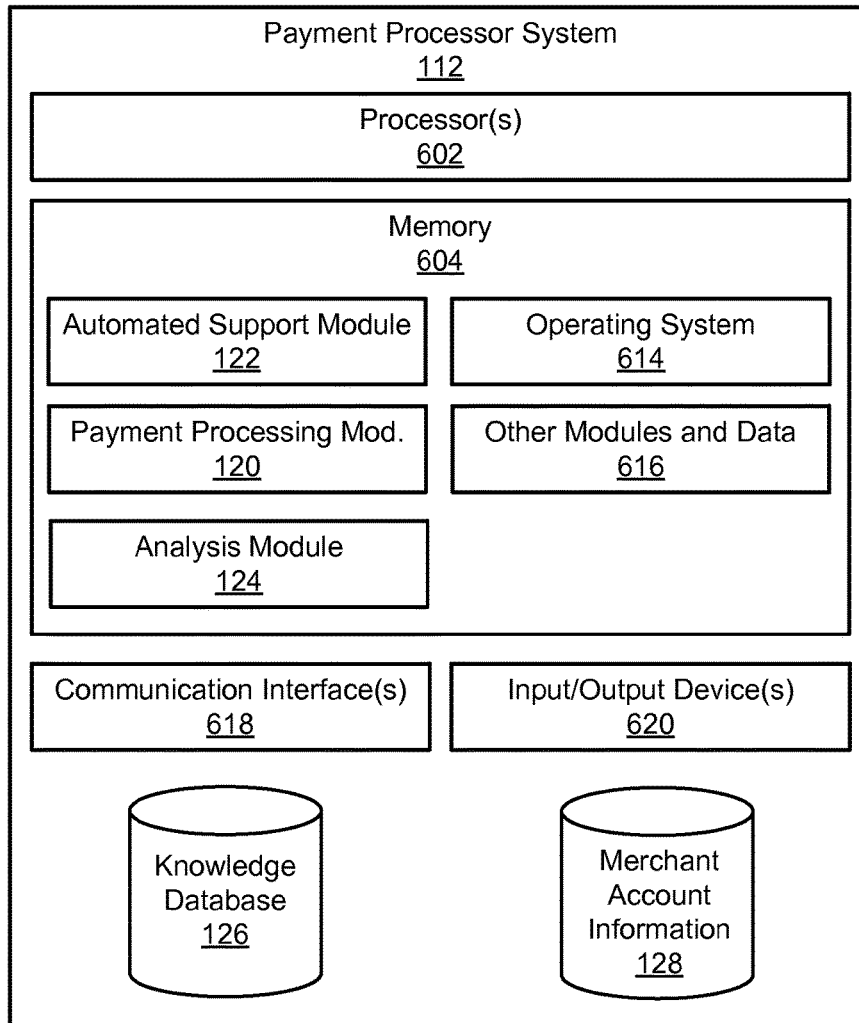 Payment Processor System
112
Processor(s)
602
Memory
604
Automated Support Module
122
Operating System
614
Payment Processing Mod.
120
Other Modules and Data
616
Analysis Module
124
Communication Interface(s)
618
Input/Output Device(s)
620
Knowledge
Database
126
Merchant
Account
Information
128